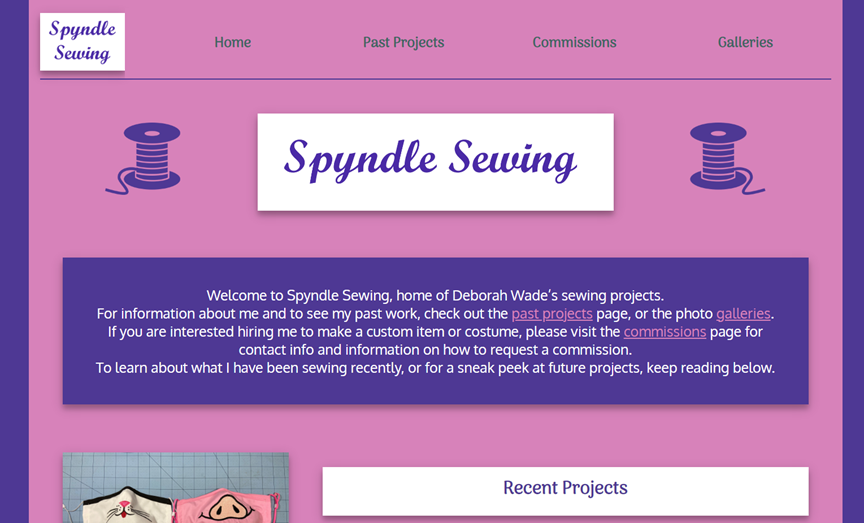 Spyndle
Sewing
Home
Past Projects
Commissions
Galleries
Spyndle Sewing
Welcome to Spyndle Sewing, home of Deborah Wade's sewing projects.
For information about me and to see my past work, check out the past projects page, or the photo galleries.
If you are interested hiring me to make a custom item or costume, please visit the commissions page for
contact info and information on how to request a commission.
To learn about what I have been sewing recently, or for a sneak peek at future projects, keep reading below.
Recent Projects